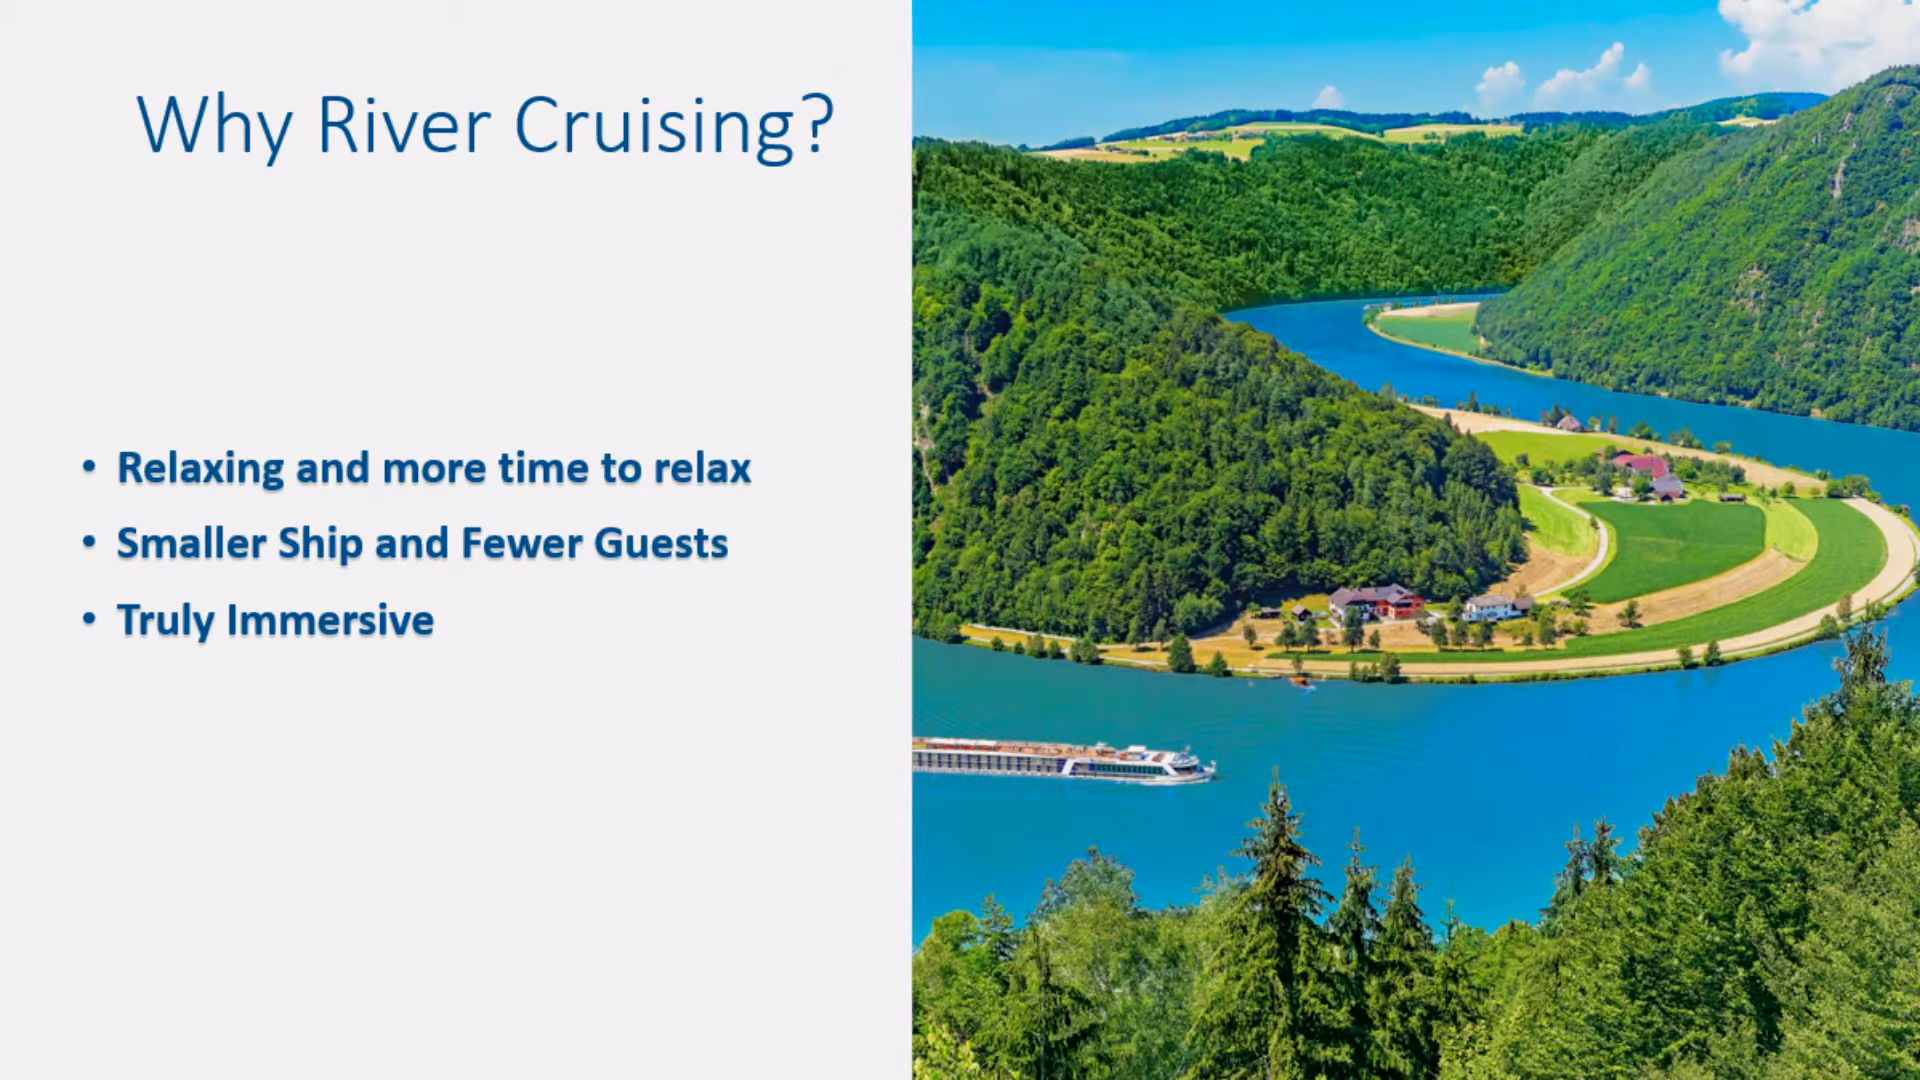 Why River Cruising?
• Relaxing and more time to relax
• Smaller Ship and Fewer Guests
• Truly Immersive